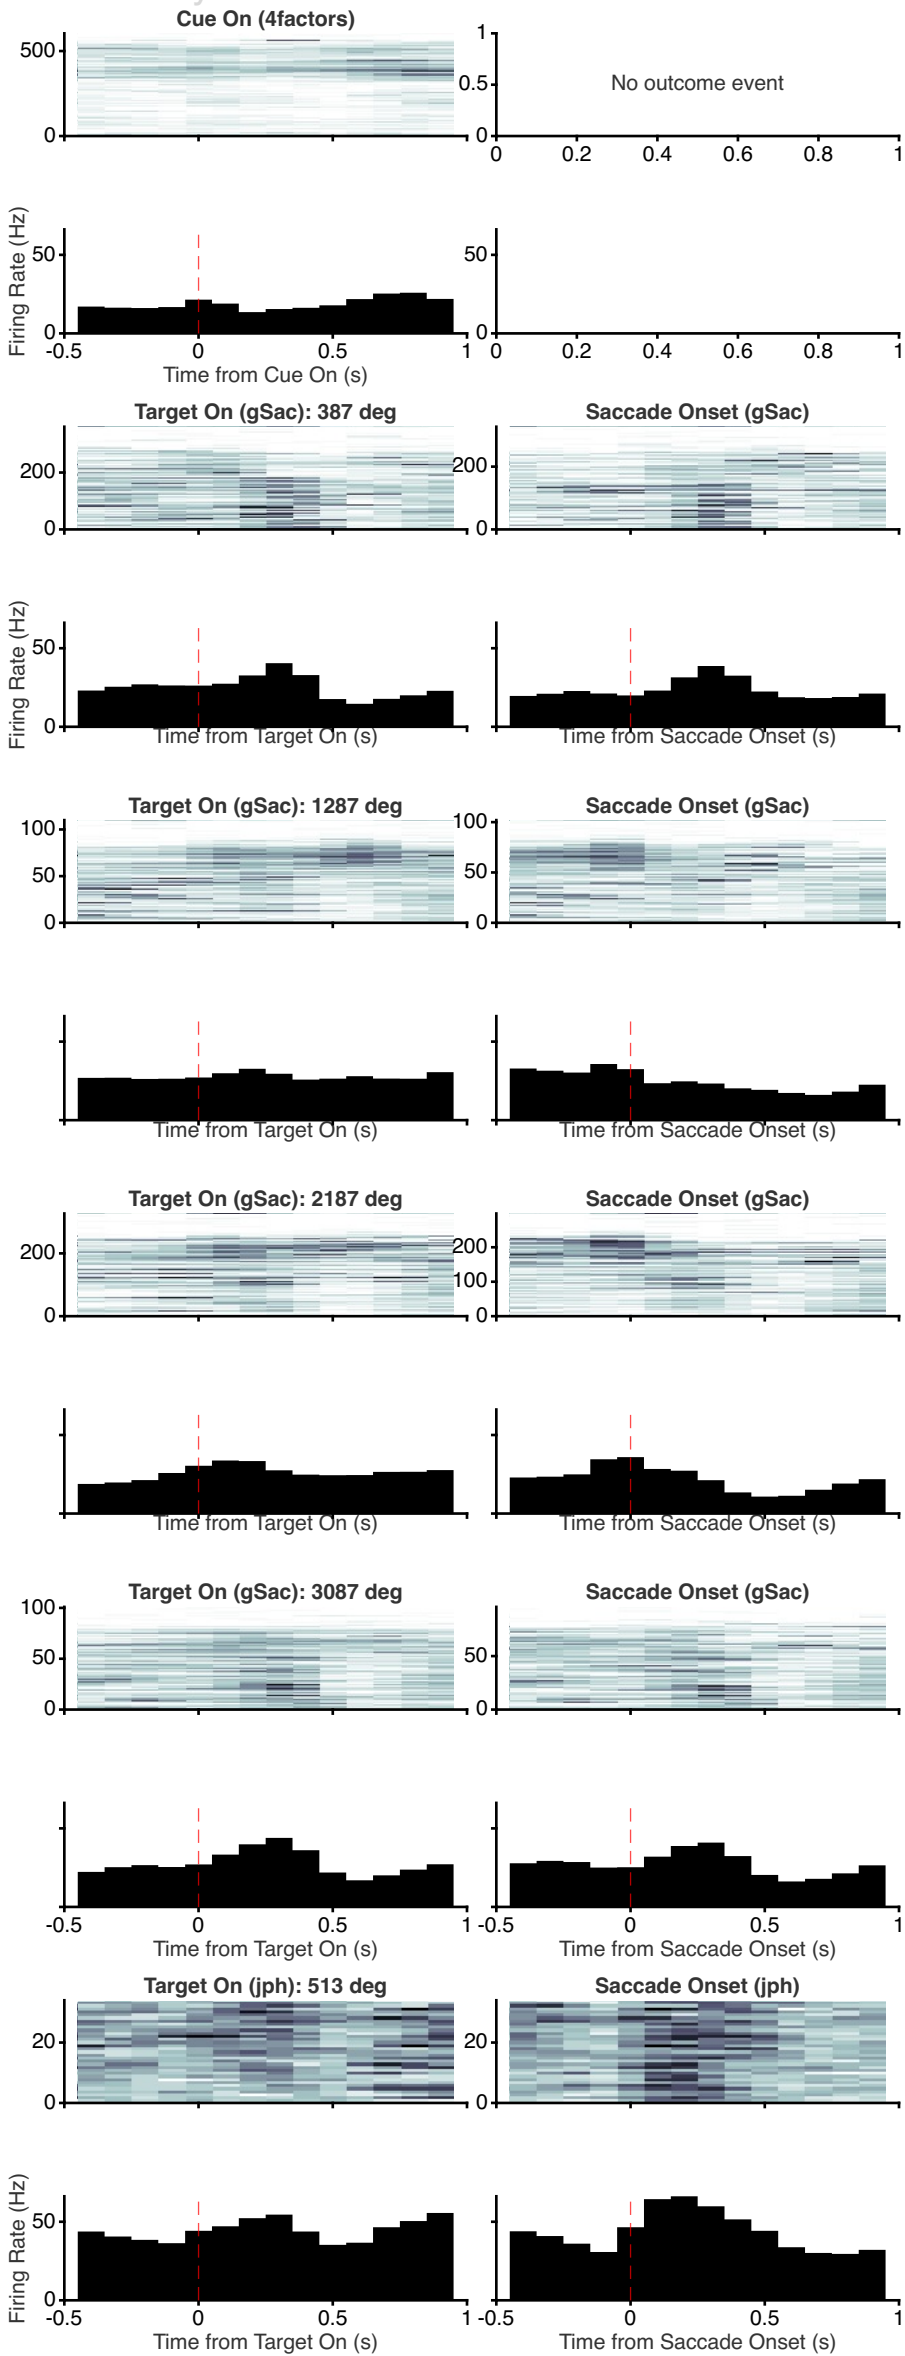 Cue On (4factors)
500
0
1
0.5
0
No outcome event
0 0.2 0.4 0.6 0.8 1
Firing Rate (Hz)
50
0
-0.5 0 0.5 1
Time from Cue On (s)
50
0
0 0.2 0.4 0.6 0.8 1
Target On (gSac): 387 deg
200
0
Saccade Onset (gSac)
200
0
Firing Rate (Hz)
50
0
Time from Target On (s)
Time from Saccade Onset (s)
Target On (gSac): 1287 deg
100
50
0
Saccade Onset (gSac)
100
50
0
Time from Target On (s)
Time from Saccade Onset (s)
Target On (gSac): 2187 deg
200
0
Saccade Onset (gSac)
200
100
0
Time from Target On (s)
Time from Saccade Onset (s)
Target On (gSac): 3087 deg
100
50
0
Saccade Onset (gSac)
50
0
-0.5 0 0.5 1
Time from Target On (s)
-0.5 0 0.5 1
Time from Saccade Onset (s)
Target On (jph): 513 deg
20
0
Saccade Onset (jph)
20
0
Firing Rate (Hz)
50
0
-0.5 0 0.5 1
Time from Target On (s)
-0.5 0 0.5 1
Time from Saccade Onset (s)